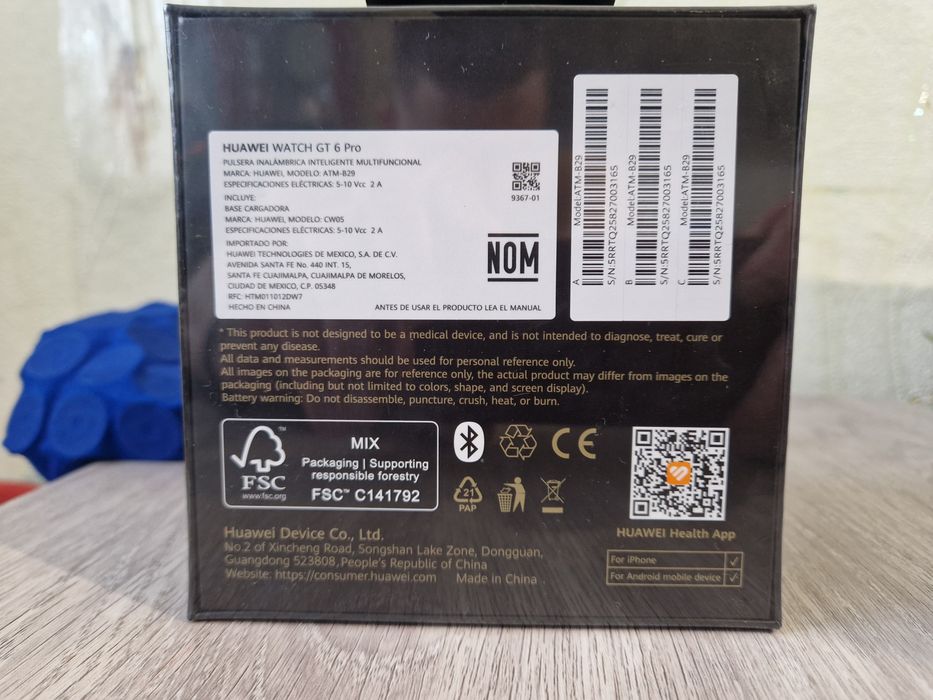 HUAWEI WATCH GT 6 Pro
PULSERA INALÁMBRICA INTELIGENTE MULTIFUNCIONAL
MARCA: HUAWEI, MODELO: ATM-B29
ESPECIFICACIONES ELÉCTRICAS: 5-10 Vcc 2 A
INCLUYE:
BASE CARGADORA
MARCA: HUAWEI, MODELO: CW05
ESPECIFICACIONES ELÉCTRICAS: 5-10 Vcc 2 A
IMPORTADO POR:
HUAWEI TECHNOLOGIES DE MEXICO, S.A. DE C.V.
AVENIDA SANTA FE No. 440 INT. 15,
SANTA FE CUAJIMALPA, CUAJIMALPA DE MORELOS,
CIUDAD DE MEXICO, C.P. 05348
RFC: HTM011012DW7
HECHO EN CHINA
9367-01
NOM
ANTES DE USAR EL PRODUCTO LEA EL MANUAL
A
Model:ATM-B29
S/N:5RRTQ25827003165
B
Model:ATM-B29
S/N:5RRTQ25827003165
C
Model:ATM-B29
S/N:5RRTQ25827003165
* This product is not designed to be a medical device, and is not intended to diagnose, treat, cure or
prevent any disease.
All data and measurements should be used for personal reference only.
All images on the packaging are for reference only, the actual product may differ from images on the
packaging (including but not limited to colors, shape, and screen display).
Battery warning: Do not disassemble, puncture, crush, heat, or burn.
FSC
www.fsc.org
MIX
Packaging | Supporting
responsible forestry
FSC™ C141792
CE
21
PAP
HUAWEI Health App
For iPhone ✓
For Android mobile device ✓
Huawei Device Co., Ltd.
No.2 of Xincheng Road, Songshan Lake Zone, Dongguan,
Guangdong 523808, People's Republic of China
Website: https://consumer.huawei.com Made in China